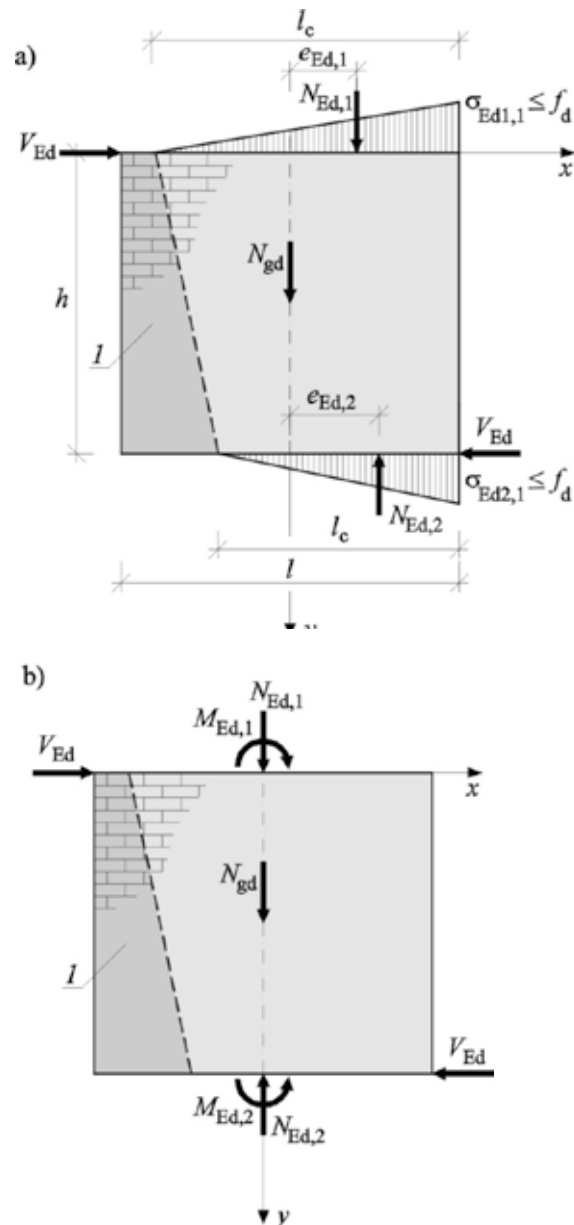 a)
l_c
e_Ed,1
N_Ed,1
σ_Ed1,1 ≤ f_d
V_Ed
x
N_gd
h
1
e_Ed,2
V_Ed
σ_Ed2,1 ≤ f_d
N_Ed,2
l_c
l
b)
N_Ed,1
M_Ed,1
V_Ed
x
N_gd
1
V_Ed
M_Ed,2
N_Ed,2
y